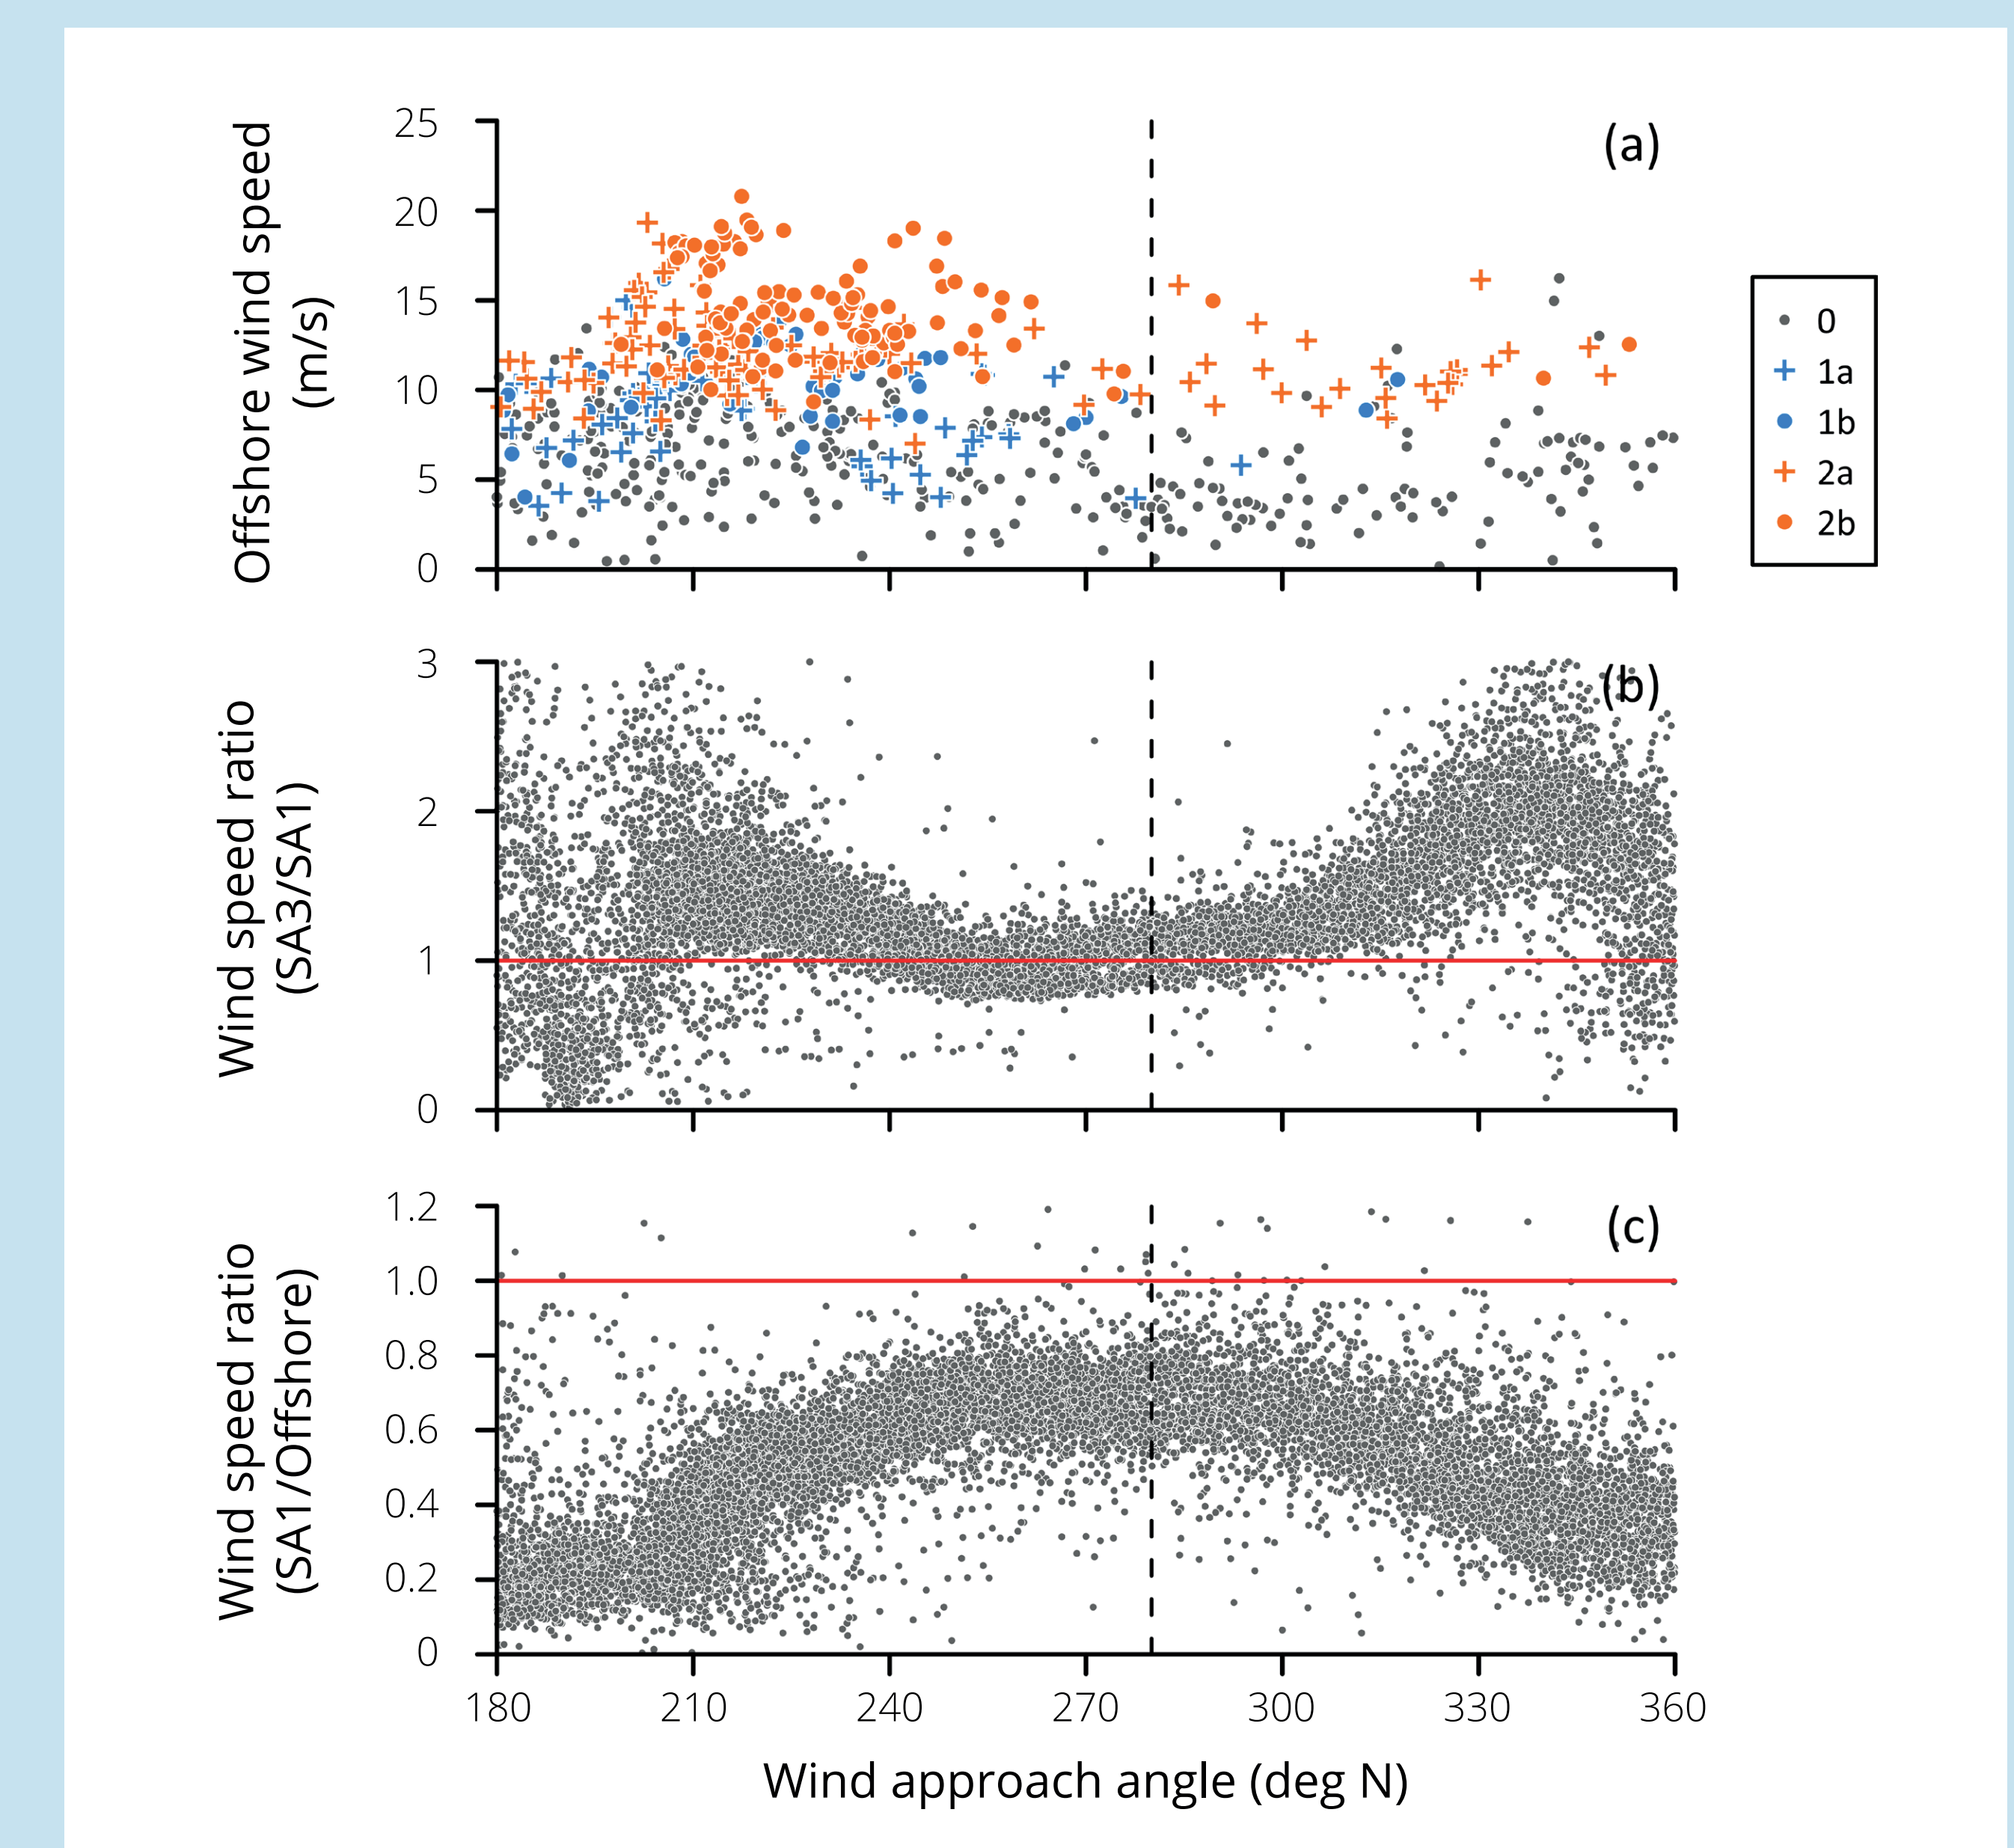 (a)
Offshore wind speed
(m/s)
25
20
15
10
5
0
0
1a
1b
2a
2b
(b)
Wind speed ratio
(SA3/SA1)
3
2
1
0
(c)
Wind speed ratio
(SA1/Offshore)
1.2
1.0
0.8
0.6
0.4
0.2
0
180 210 240 270 300 330 360
Wind approach angle (deg N)